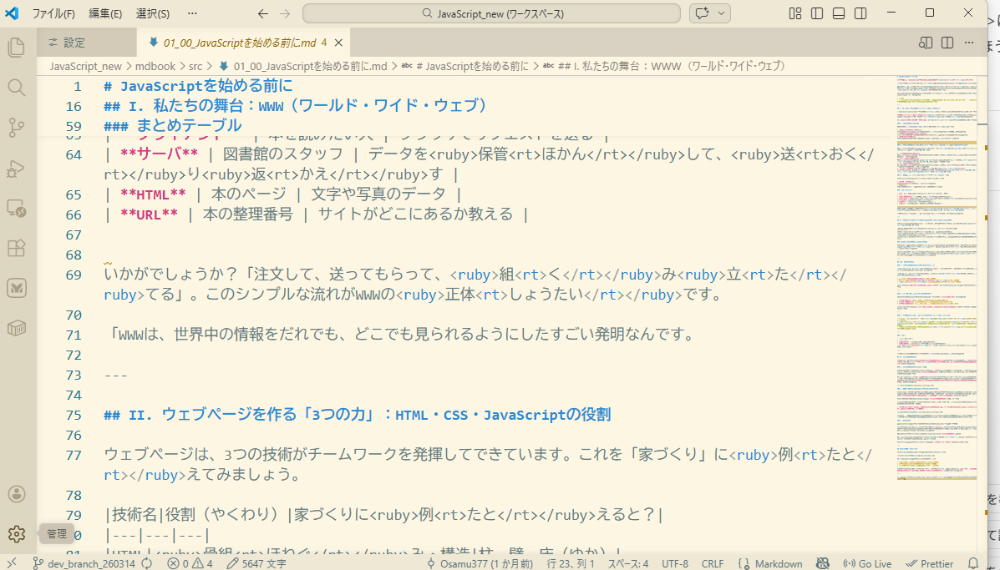 ファイル(F) 編集(E) 選択(S) … JavaScript_new (ワークスペース)
設定 01_00_JavaScriptを始める前に.md 4
JavaScript_new > mdbook > src > 01_00_JavaScriptを始める前に.md > # JavaScriptを始める前に > ## I. 私たちの舞台：WWW（ワールド・ワイド・ウェブ）
1 # JavaScriptを始める前に
16 ## I. 私たちの舞台：WWW（ワールド・ワイド・ウェブ）
59 ### まとめテーブル
64 | **サーバ** | 図書館のスタッフ | データを<ruby>保管<rt>ほかん</rt></ruby>して、<ruby>送<rt>おく</
rt></ruby>り<ruby>返<rt>かえ</rt></ruby>す |
65 | **HTML** | 本のページ | 文字や写真のデータ |
66 | **URL** | 本の整理番号 | サイトがどこにあるか教える |
67
68
69 いかがでしょうか？「注文して、送ってもらって、<ruby>組<rt>く</rt></ruby>み<ruby>立<rt>た</rt></
ruby>てる」。このシンプルな流れがWWWの<ruby>正体<rt>しょうたい</rt></ruby>です。
70
71 「WWWは、世界中の情報をだれでも、どこでも見られるようにしたすごい発明なんです。
72
73 ---
74
75 ## II. ウェブページを作る「3つの力」：HTML・CSS・JavaScriptの役割
76
77 ウェブページは、3つの技術がチームワークを発揮してできています。これを「家づくり」に<ruby>例<rt>たと</
rt></ruby>えてみましょう。
78
79 |技術名|役割（やくわり）|家づくりに<ruby>例<rt>たと</rt></ruby>えると？|
管理 0 |---|---|---|
81 |HTML|<ruby>骨組<rt>ほねぐ</rt></ruby>み・構造|柱、壁、床（ゆか）|
dev_branch_260314 0 4 5647 文字 Osamu377 (1 か月前) 行 23、列 1 スペース: 4 UTF-8 CRLF Markdown Go Live Prettier